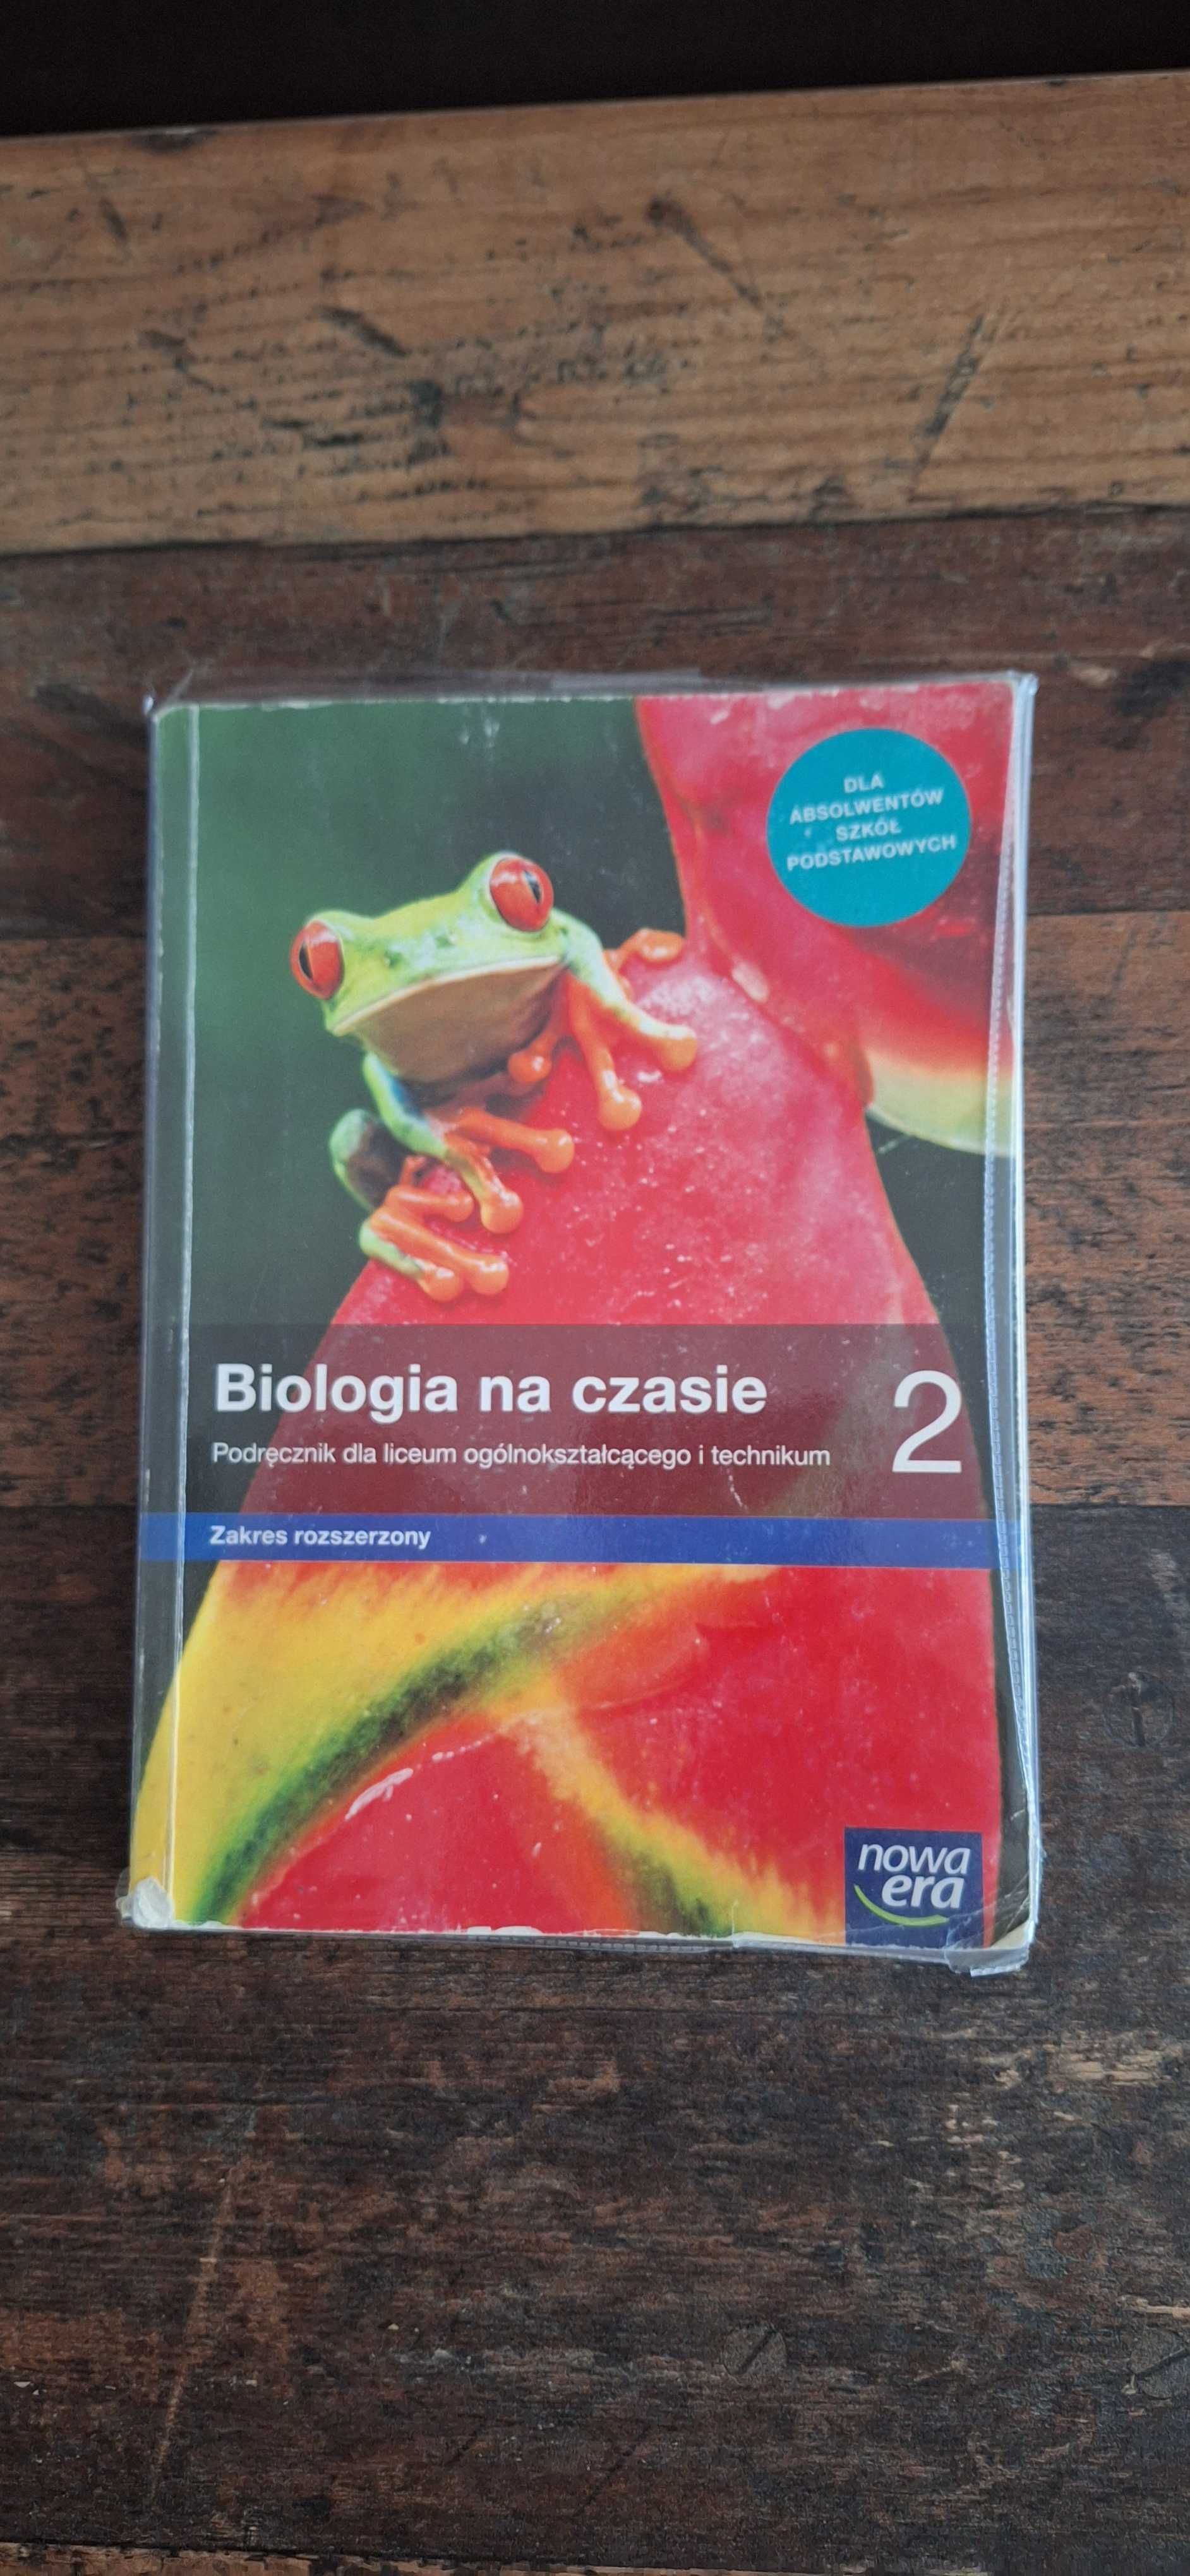 DLA
ABSOLWENTÓW
SZKÓŁ
PODSTAWOWYCH
Biologia na czasie 2
Podręcznik dla liceum ogólnokształcącego i technikum
Zakres rozszerzony
nowa
era